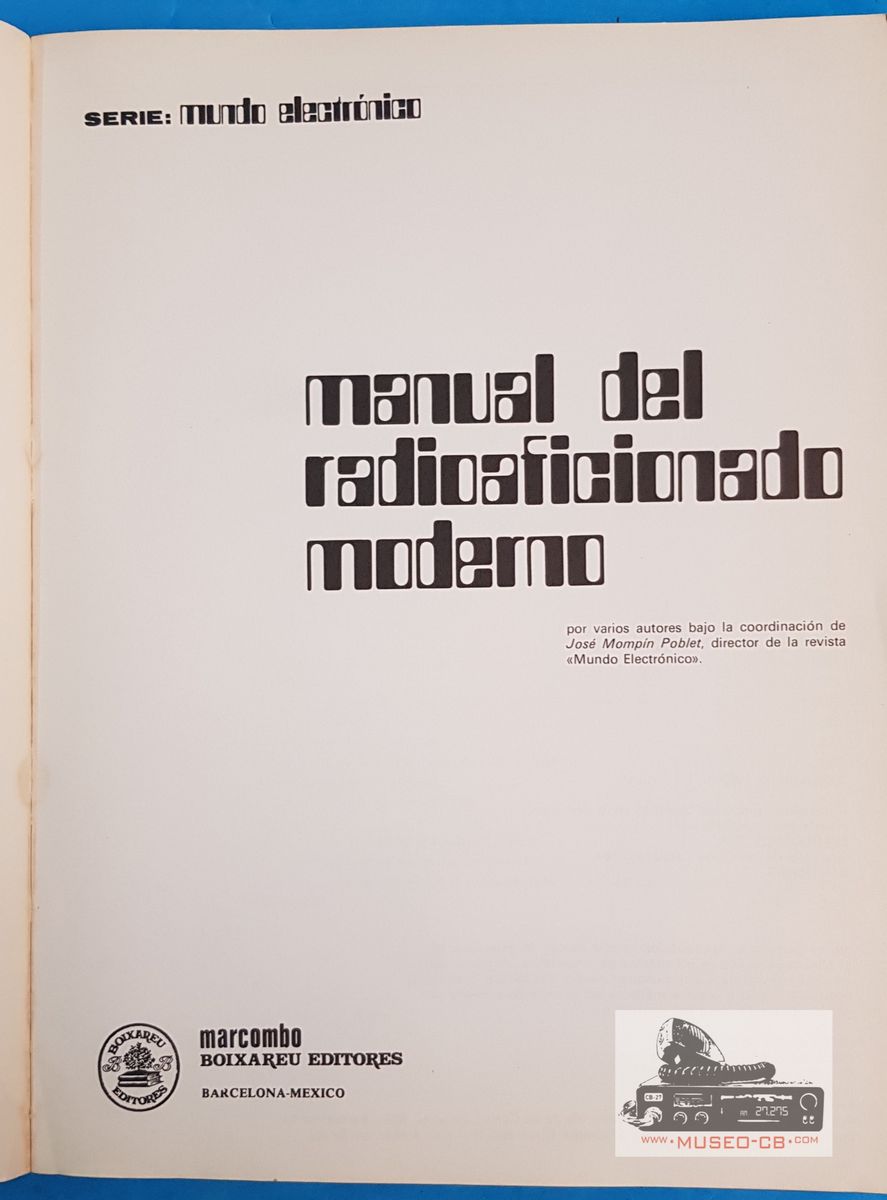 SERIE: mundo electrónico
manual del
radioaficionado
moderno
por varios autores bajo la coordinación de
José Mompín Poblet, director de la revista
«Mundo Electrónico».
BOIXAREU
B B
EDITORES
marcombo
BOIXAREU EDITORES
BARCELONA-MEXICO
CB-27
AM 27.275
WWW•MUSEO-CB•COM